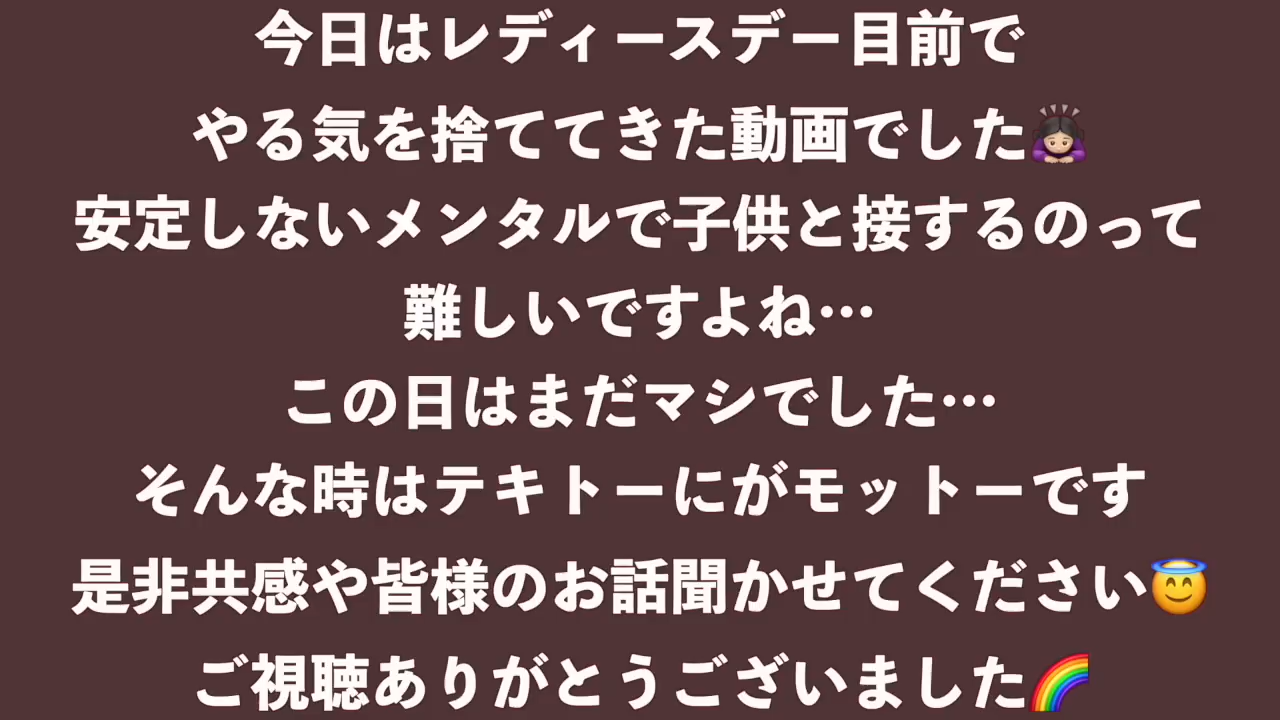 今日はレディースデー目前で
やる気を捨ててきた動画でした🙇🏻‍♀️
安定しないメンタルで子供と接するのって
難しいですよね…
この日はまだマシでした…
そんな時はテキトーにがモットーです
是非共感や皆様のお話聞かせてください😇
ご視聴ありがとうございました🌈